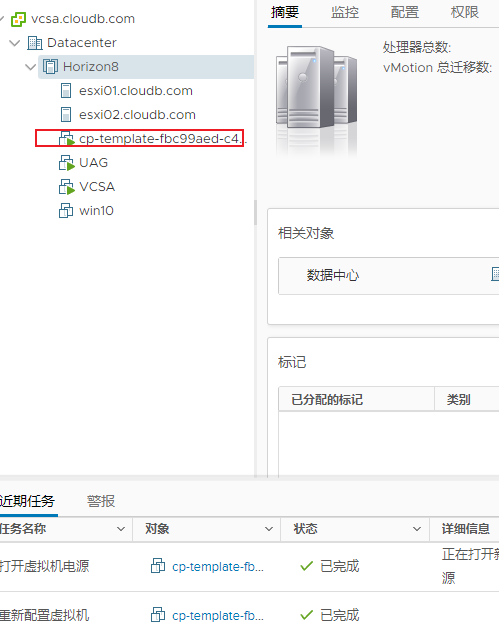 vcsa.cloudb.com
Datacenter
Horizon8
esxi01.cloudb.com
esxi02.cloudb.com
cp-template-fbc99aed-c4...
UAG
VCSA
win10
摘要 监控 配置 权限
处理器总数:
vMotion 总迁移数:
相关对象
数据中心
标记
已分配的标记 类别
近期任务 警报
任务名称 对象 状态 详细信息
打开虚拟机电源 cp-template-fb... 已完成 正在打开新
源
重新配置虚拟机 cp-template-fb... 已完成